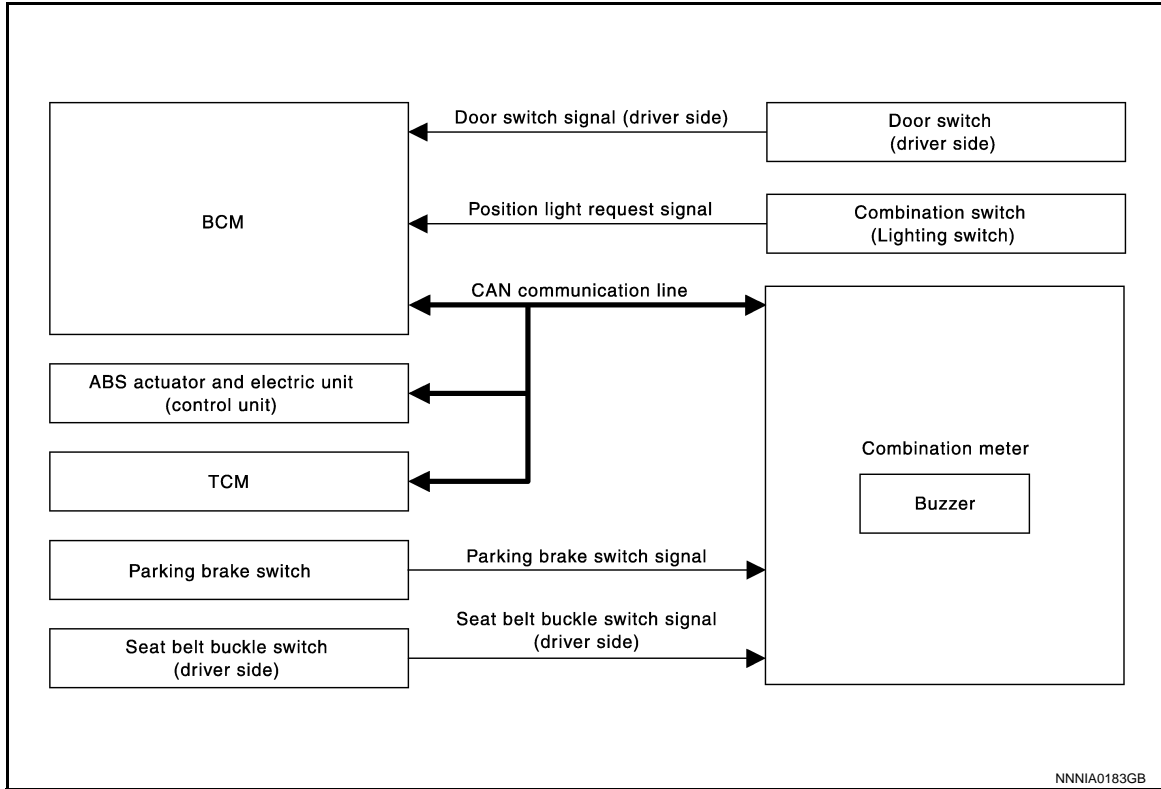 Door switch signal (driver side)
Door switch
(driver side)
BCM
Position light request signal
Combination switch
(Lighting switch)
CAN communication line
ABS actuator and electric unit
(control unit)
TCM
Combination meter
Buzzer
Parking brake switch
Parking brake switch signal
Seat belt buckle switch
(driver side)
Seat belt buckle switch signal
(driver side)
NNNIA0183GB